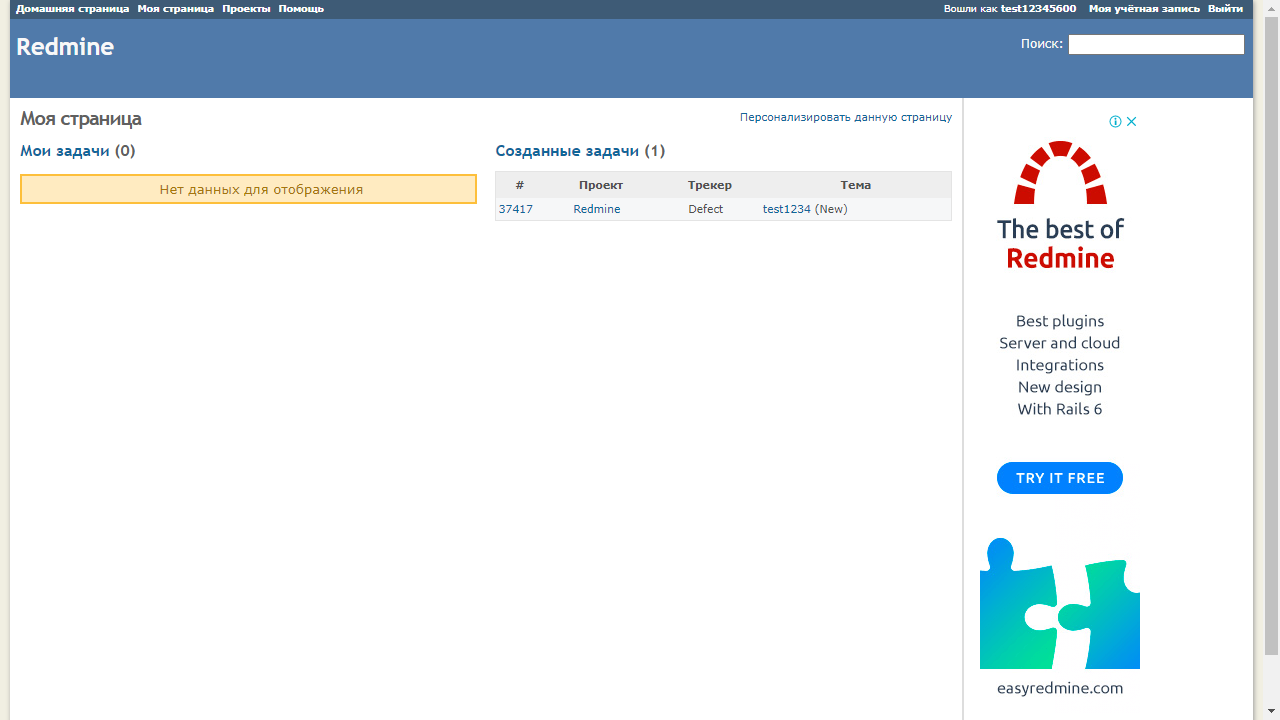 Домашняя страница Моя страница Проекты Помощь
Вошли как test12345600 Моя учётная запись Выйти
Redmine
Поиск:
Моя страница
Персонализировать данную страницу
Мои задачи (0)
Нет данных для отображения
Созданные задачи (1)
# Проект Трекер Тема
37417 Redmine Defect test1234 (New)
The best of
Redmine
Best plugins
Server and cloud
Integrations
New design
With Rails 6
TRY IT FREE
easyredmine.com